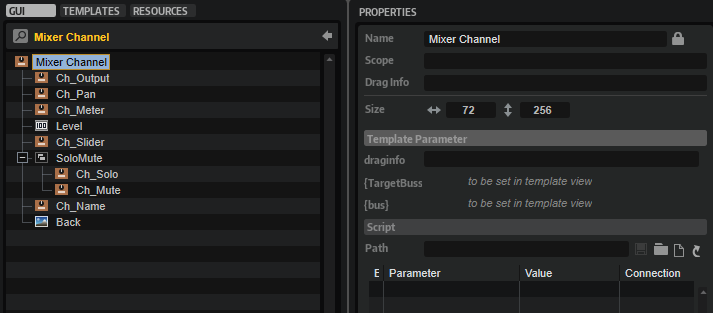 GUI TEMPLATES RESOURCES
Mixer Channel
Mixer Channel
Ch_Output
Ch_Pan
Ch_Meter
Level
Ch_Slider
SoloMute
Ch_Solo
Ch_Mute
Ch_Name
Back
PROPERTIES
Name Mixer Channel
Scope
Drag Info
Size 72 256
Template Parameter
draginfo
{TargetBuss to be set in template view
{bus} to be set in template view
Script
Path
E Parameter Value Connection